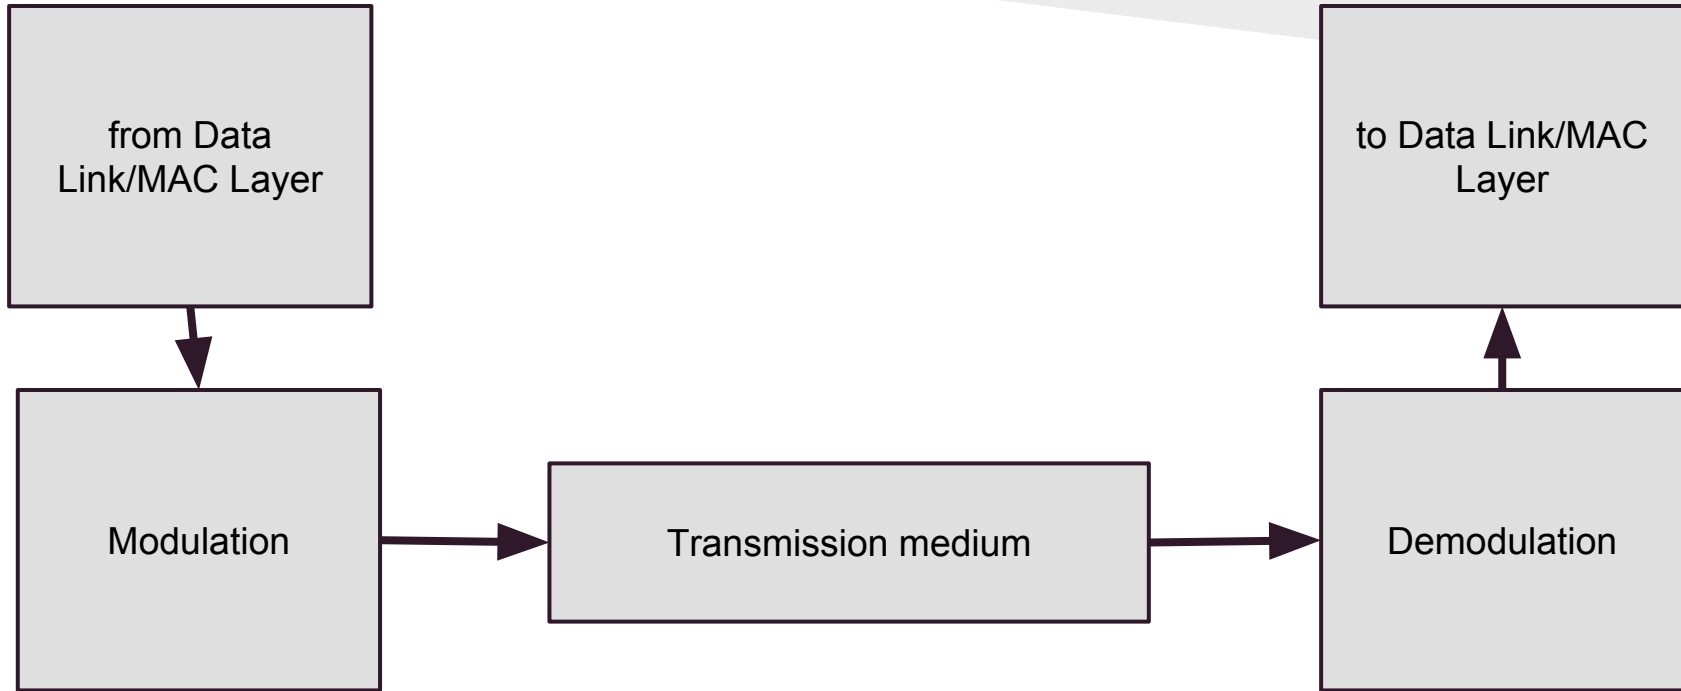 from Data
Link/MAC Layer
to Data Link/MAC
Layer
Modulation
Transmission medium
Demodulation